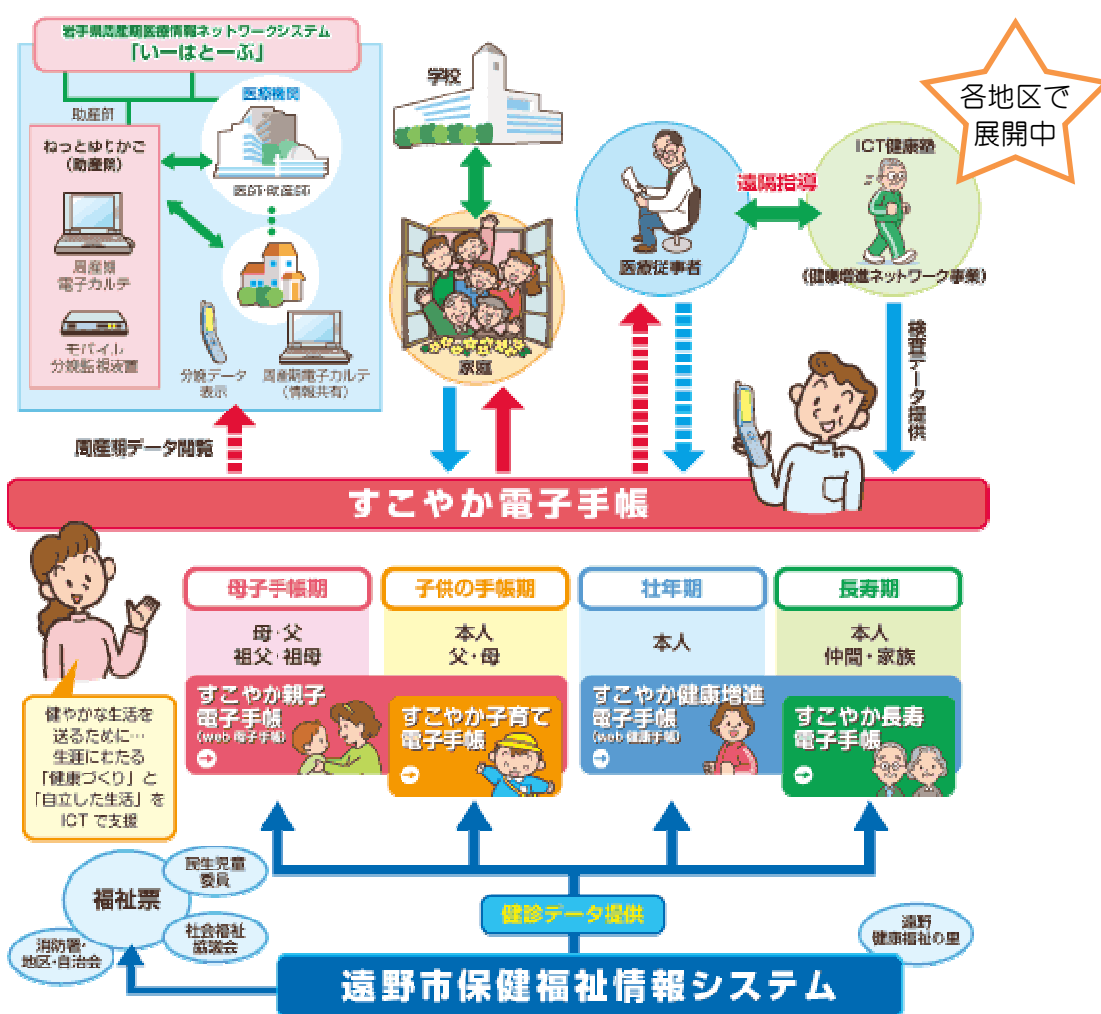 岩手県周産期医療情報ネットワークシステム
「いーはとーぶ」
助産師
ねっとゆりかご
(助産院)
周産期
電子カルテ
モバイル
分娩監視装置
医療機関
医師・助産師
分娩データ
表示
周産期電子カルテ
(情報共有)
学校
家庭
医療従事者
遠隔指導
ICT健康塾
(健康増進ネットワーク事業)
各地区で
展開中
周産期データ閲覧
検査データ提供
すこやか電子手帳
母子手帳期
母・父
祖父・祖母
すこやか親子
電子手帳
(web 母子手帳)
子供の手帳期
本人
父・母
すこやか子育て
電子手帳
壮年期
本人
すこやか健康増進
電子手帳
(web 健康手帳)
長寿期
本人
仲間・家族
すこやか長寿
電子手帳
健やかな生活を
送るために…
生涯にわたる
「健康づくり」と
「自立した生活」を
ICTで支援
福祉票
民生児童
委員
社会福祉
協議会
消防署・
地区・自治会
健診データ提供
遠野
健康福祉の里
遠野市保健福祉情報システム